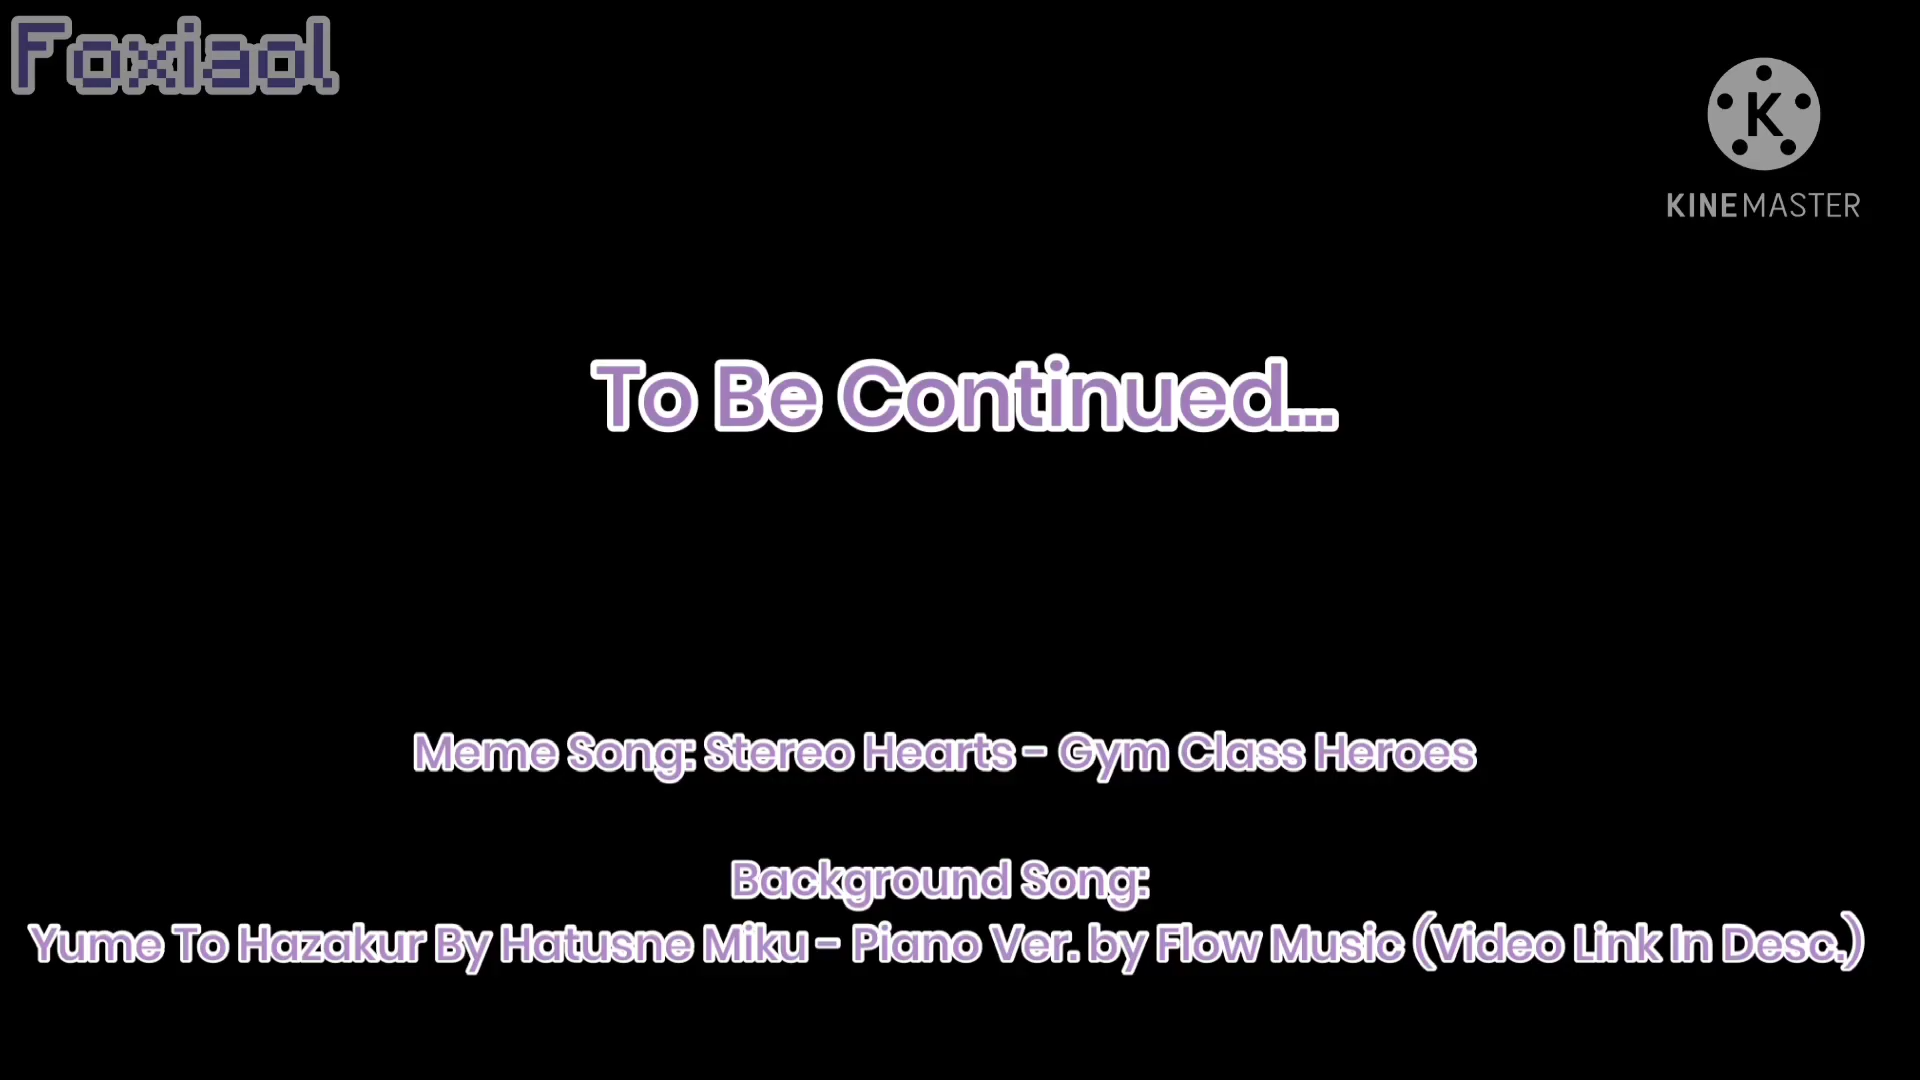 Foxiaol.
K
KINEMASTER
To Be Continued...
Meme Song: Stereo Hearts - Gym Class Heroes
Background Song:
Yume To Hazakur By Hatusne Miku - Piano Ver. by Flow Music (Video Link In Desc.)